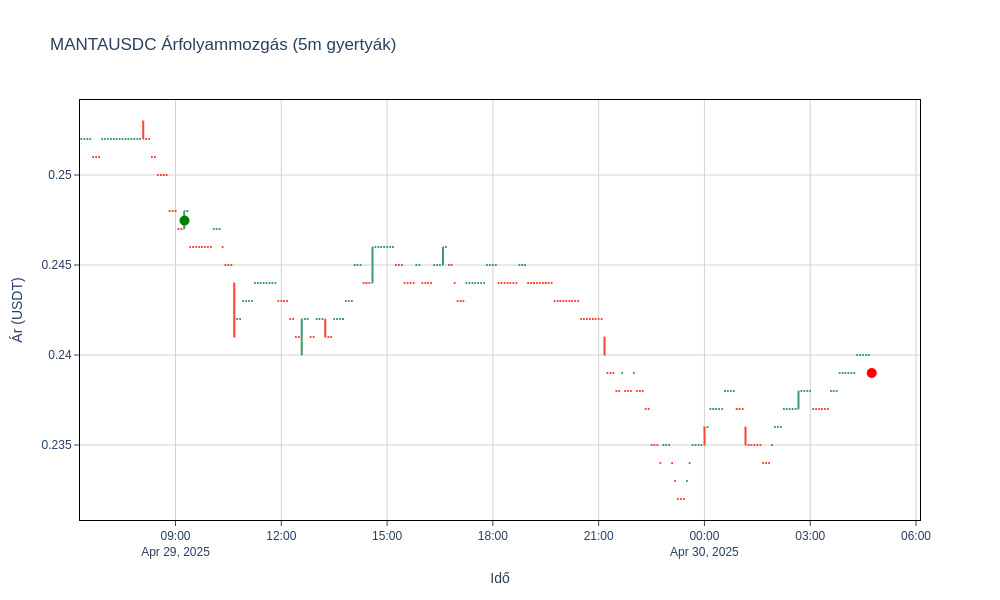 MANTAUSDC Árfolyammozgás (5m gyertyák)
Ár (USDT)
0.25
0.245
0.24
0.235
09:00 12:00 15:00 18:00 21:00 00:00 03:00 06:00
Apr 29, 2025 Apr 30, 2025
Idő